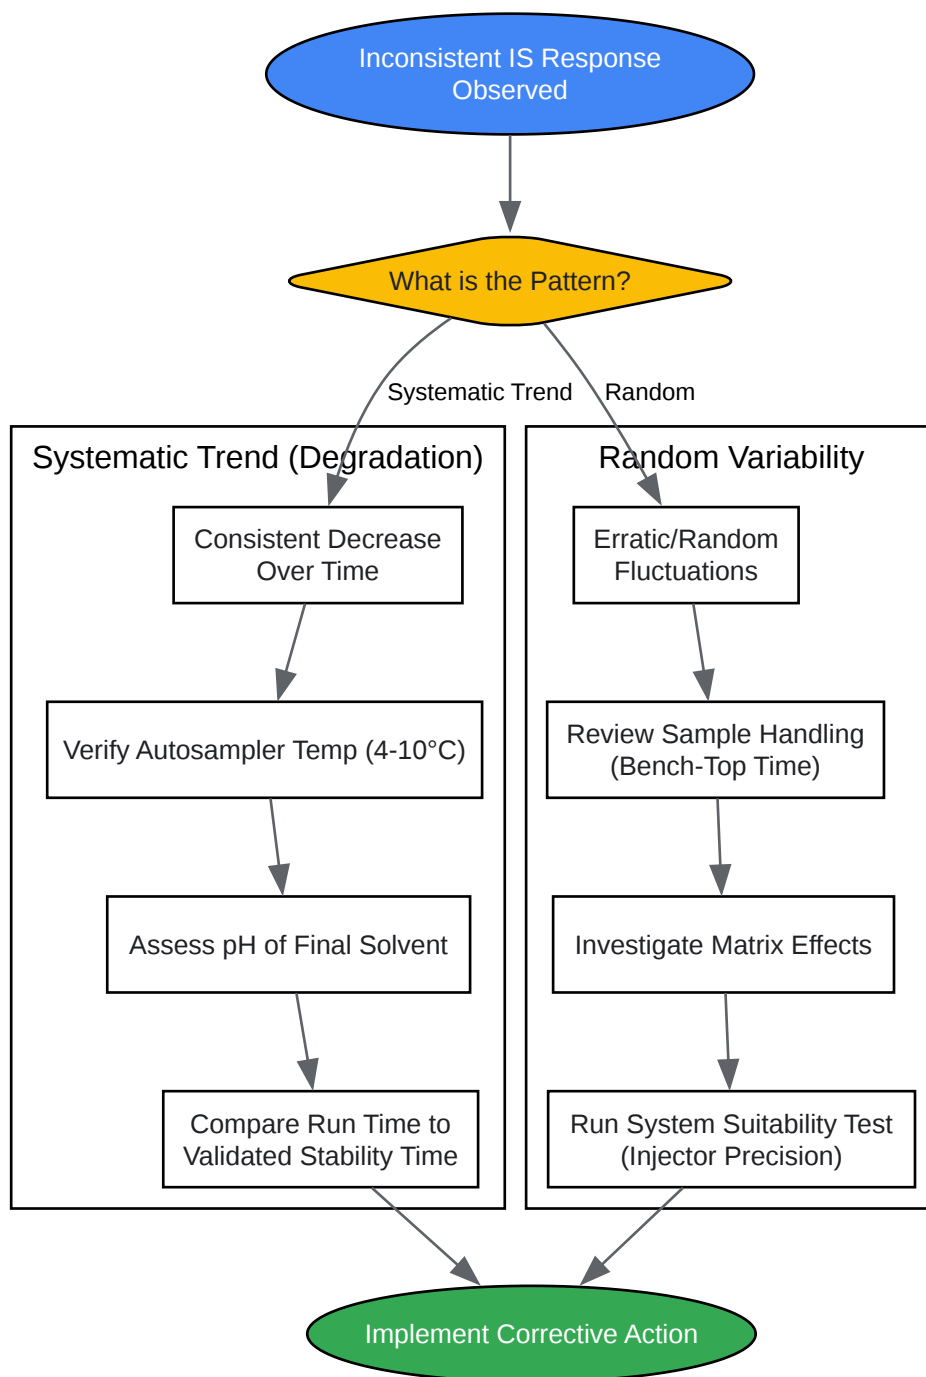 Inconsistent IS Response
Observed
What is the Pattern?
Systematic Trend
Random
Systematic Trend (Degradation)
Consistent Decrease
Over Time
Verify Autosampler Temp (4-10°C)
Assess pH of Final Solvent
Compare Run Time to
Validated Stability Time
Random Variability
Erratic/Random
Fluctuations
Review Sample Handling
(Bench-Top Time)
Investigate Matrix Effects
Run System Suitability Test
(Injector Precision)
Implement Corrective Action